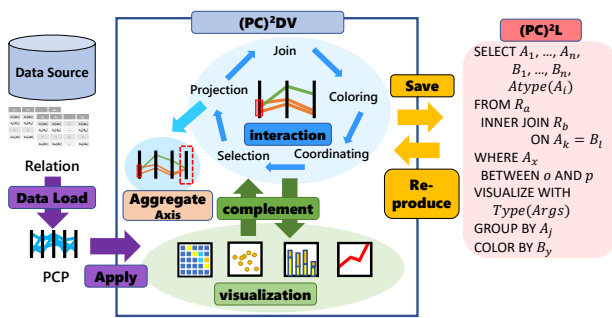 Data Source
Relation
Data Load
PCP
Apply
(PC)²DV
Join
Projection
Coloring
interaction
Selection
Coordinating
Aggregate
Axis
complement
visualization
Save
Re-
produce
(PC)²L
SELECT A₁, ..., Aₙ,
B₁, ..., Bₙ,
Atype(Aᵢ)
FROM Rₐ
INNER JOIN R_b
ON Aₖ = Bₗ
WHERE Aₓ
BETWEEN o AND p
VISUALIZE WITH
Type(Args)
GROUP BY Aⱼ
COLOR BY B_y